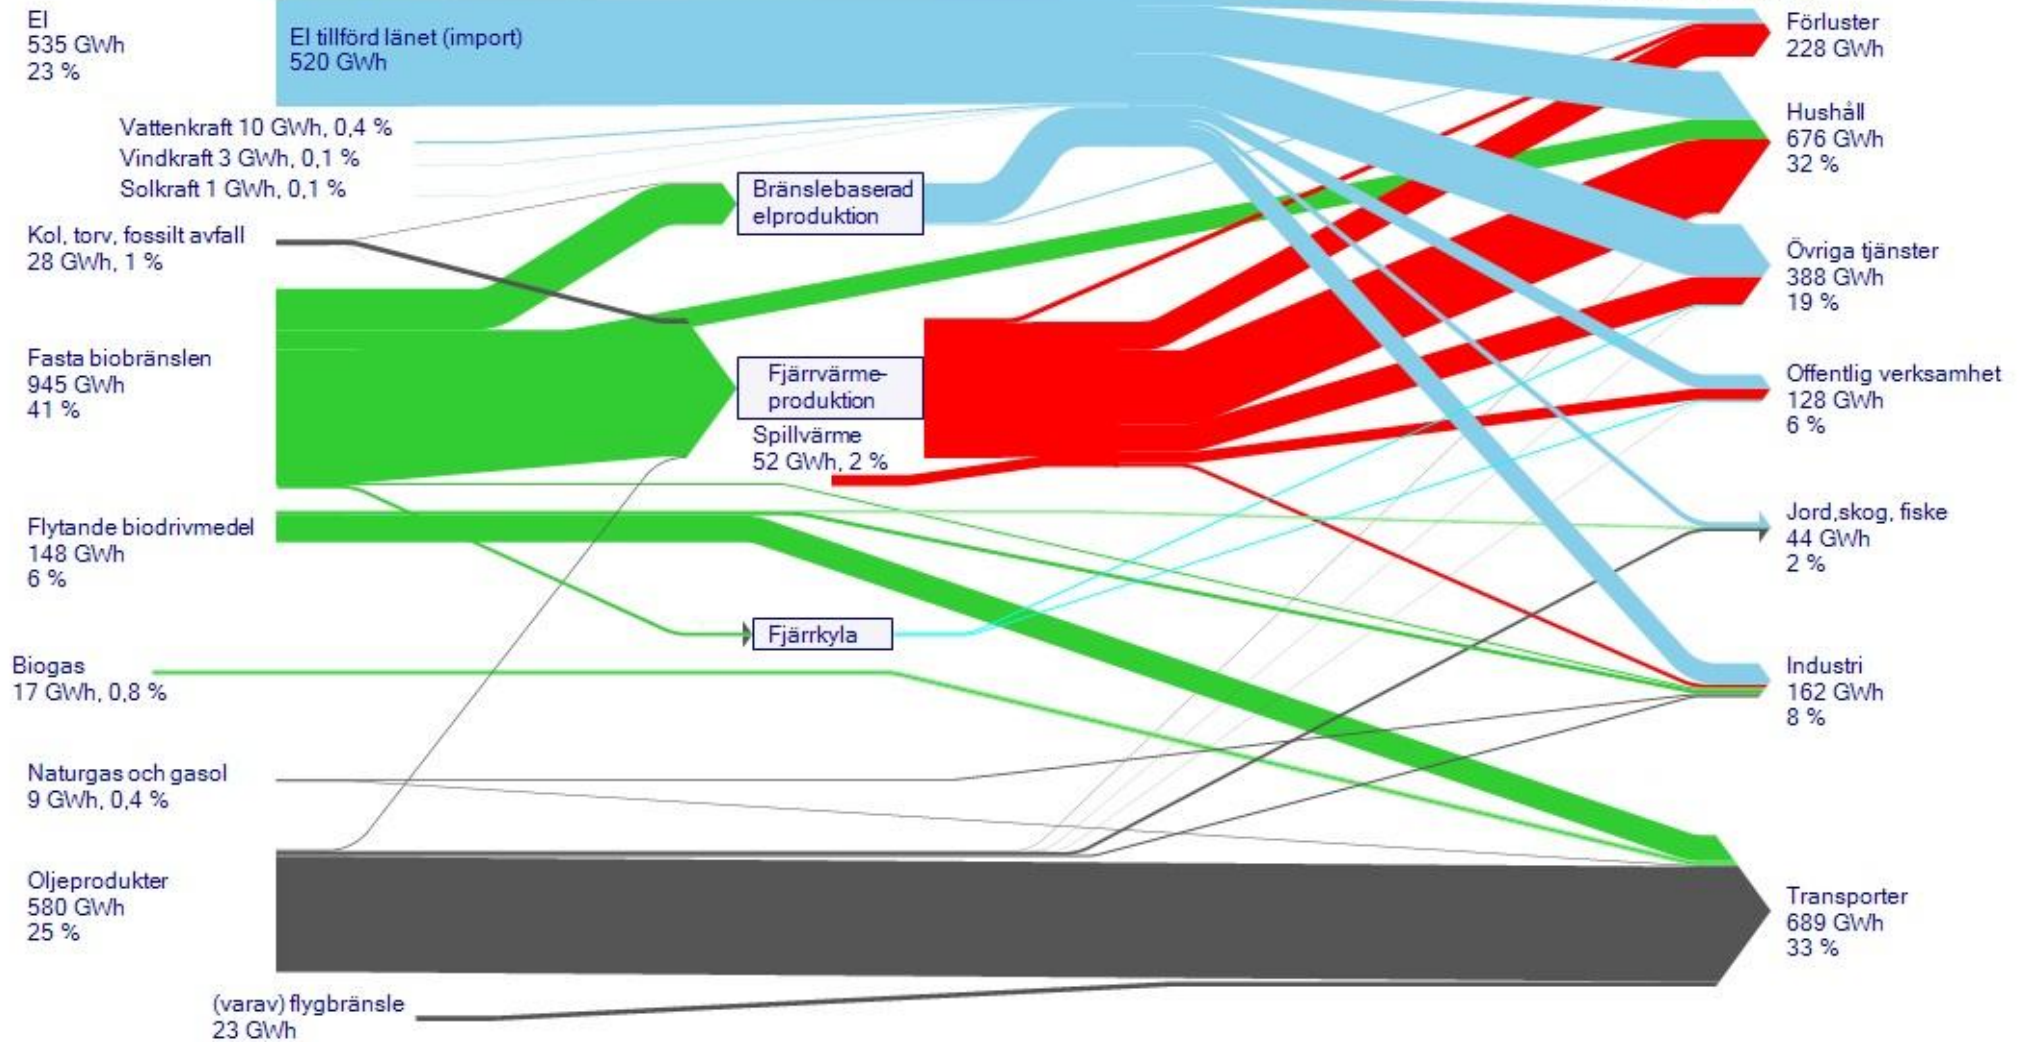 El
535 GWh
23 %
El tillförd länet (import)
520 GWh
Vattenkraft 10 GWh, 0,4 %
Vindkraft 3 GWh, 0,1 %
Solkraft 1 GWh, 0,1 %
Kol, torv, fossilt avfall
28 GWh, 1 %
Fasta biobränslen
945 GWh
41 %
Flytande biodrivmedel
148 GWh
6 %
Biogas
17 GWh, 0,8 %
Naturgas och gasol
9 GWh, 0,4 %
Oljeprodukter
580 GWh
25 %
(varav) flygbränsle
23 GWh
Bränslebaserad
elproduktion
Fjärrvärme-
produktion
Spillvärme
52 GWh, 2 %
Fjärrkyla
Förluster
228 GWh
Hushåll
676 GWh
32 %
Övriga tjänster
388 GWh
19 %
Offentlig verksamhet
128 GWh
6 %
Jord,skog, fiske
44 GWh
2 %
Industri
162 GWh
8 %
Transporter
689 GWh
33 %